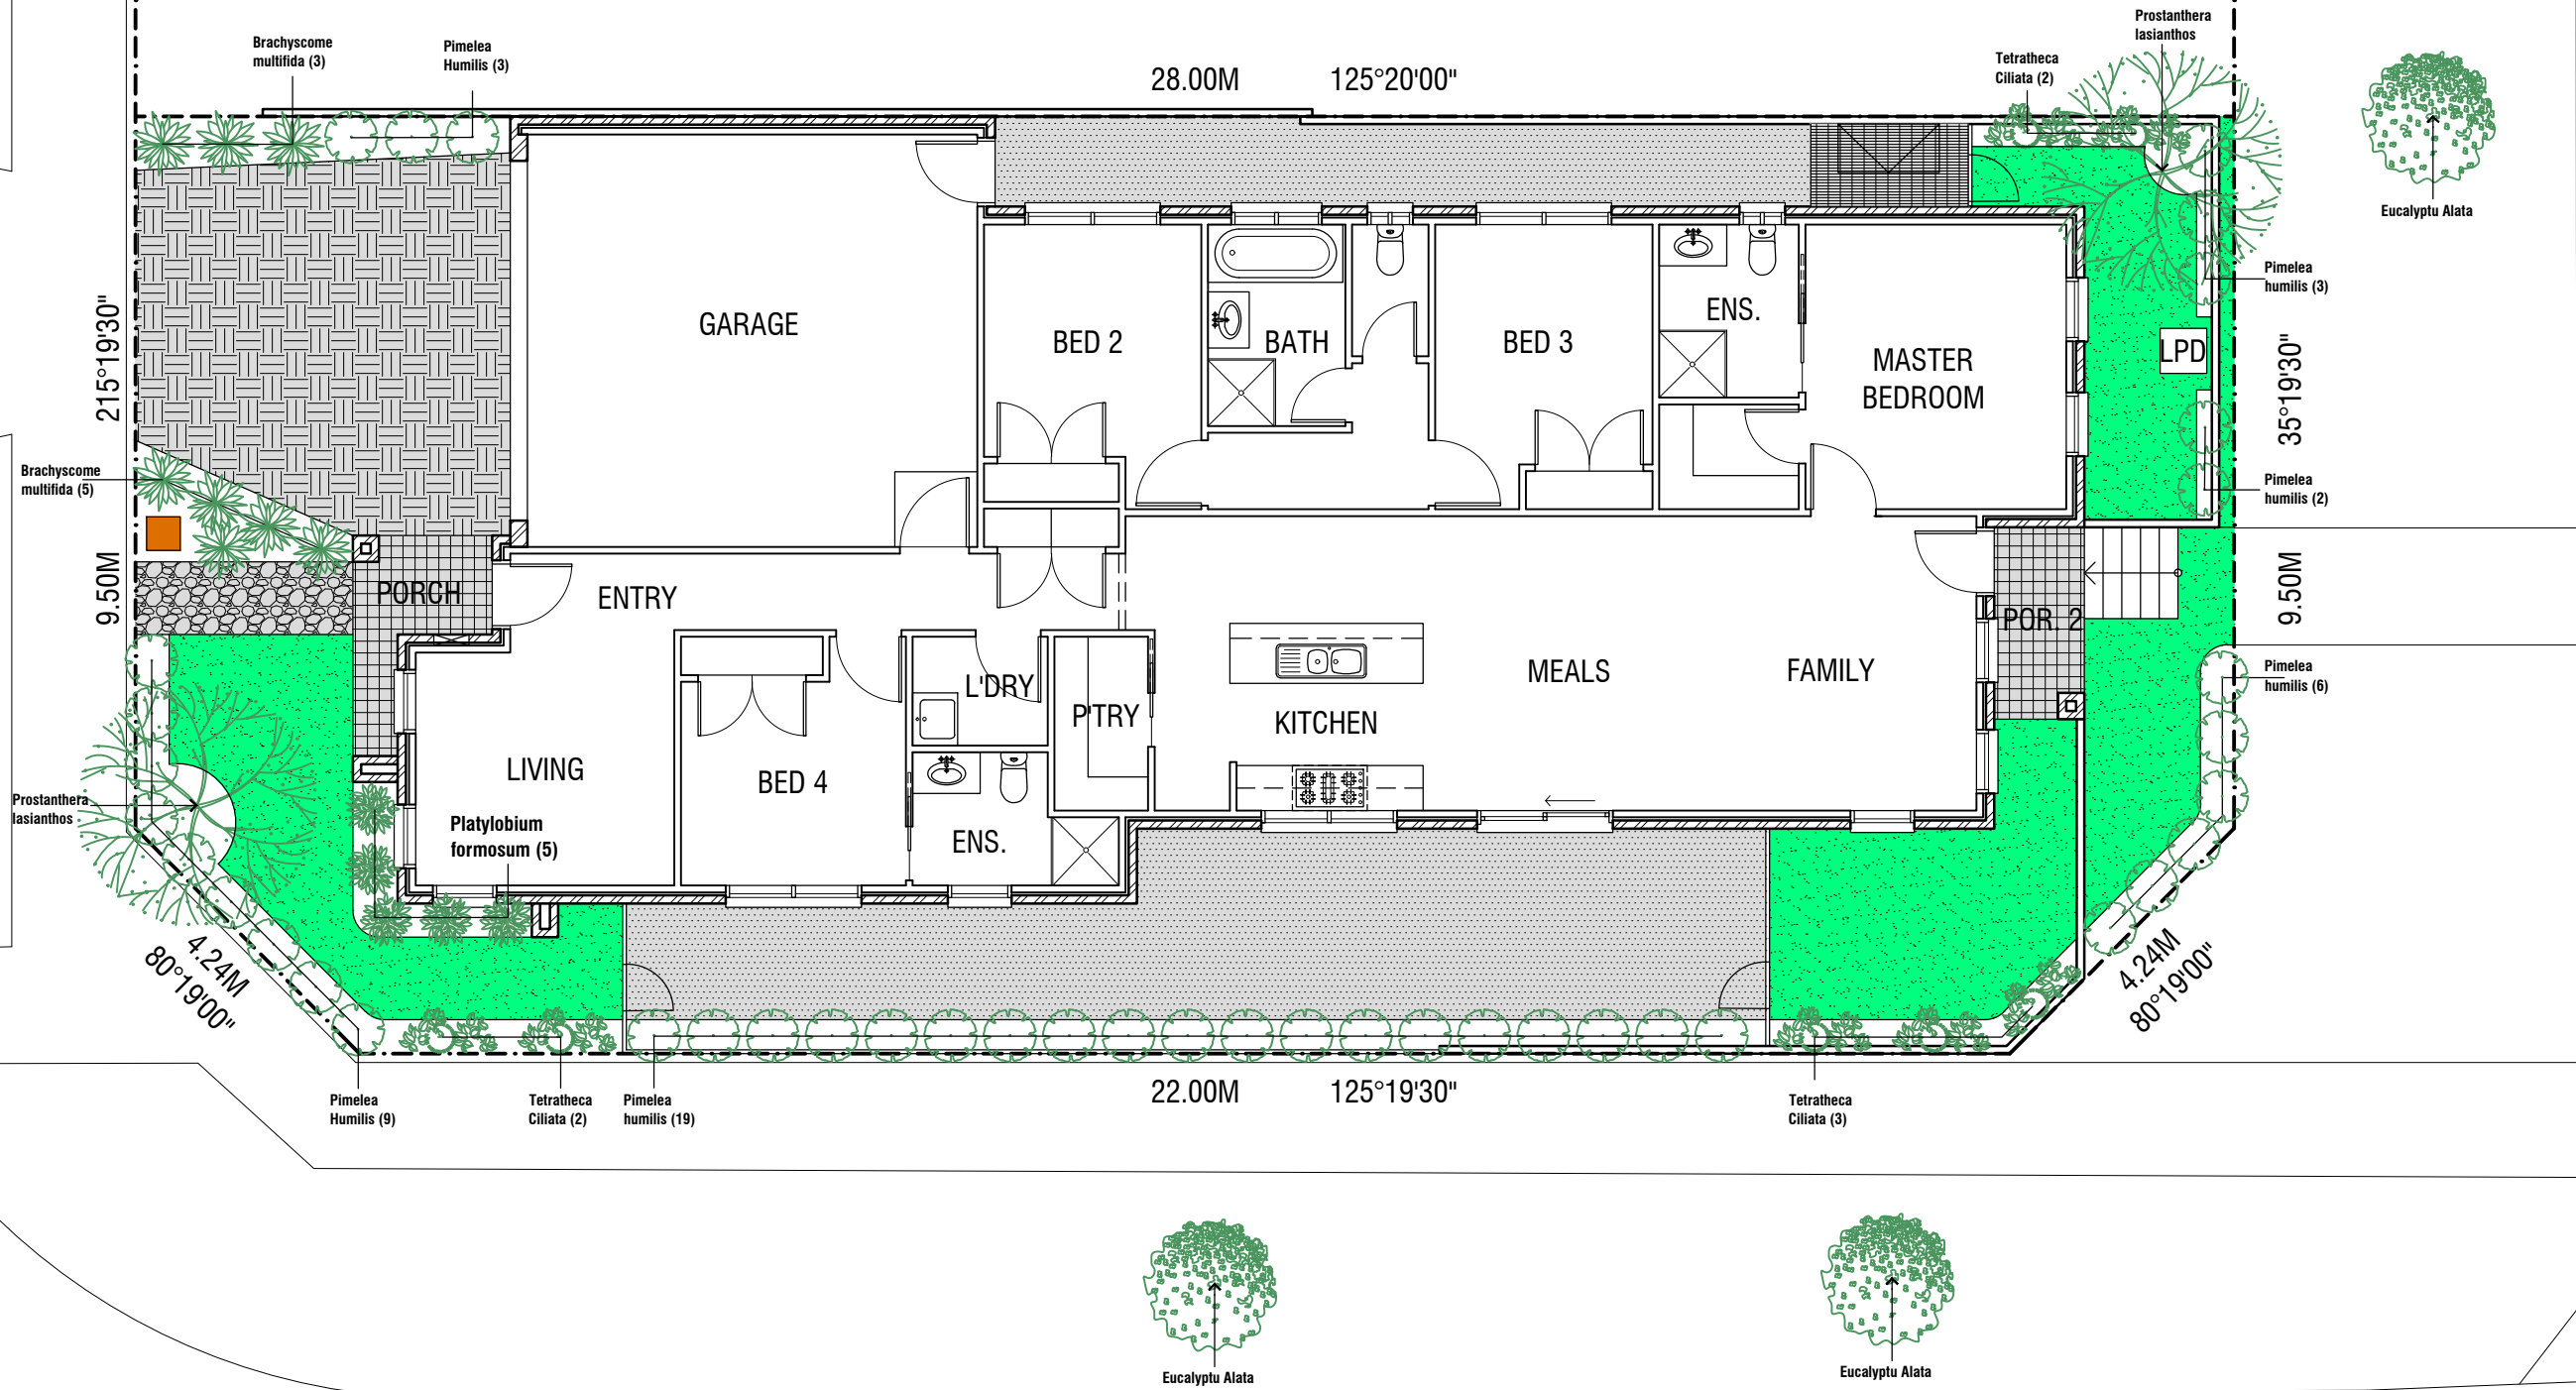 Prostanthera
lasianthos
Brachyscome
multifida (3)
Pimelea
Humilis (3)
Tetratheca
Ciliata (2)
28.00M 125°20'00"
Eucalyptu Alata
Pimelea
humilis (3)
215°19'30"
9.50M
GARAGE
BED 2
BATH
BED 3
ENS.
MASTER
BEDROOM
LPD
35°19'30"
9.50M
Brachyscome
multifida (5)
Pimelea
humilis (2)
PORCH
ENTRY
POR. 2
Pimelea
humilis (6)
L'DRY
P'TRY
KITCHEN
MEALS
FAMILY
LIVING
BED 4
ENS.
Prostanthera
lasianthos
Platylobium
formosum (5)
4.24M
80°19'00"
4.24M
80°19'00"
22.00M 125°19'30"
Pimelea
Humilis (9)
Tetratheca
Ciliata (2)
Pimelea
humilis (19)
Tetratheca
Ciliata (3)
Eucalyptu Alata
Eucalyptu Alata